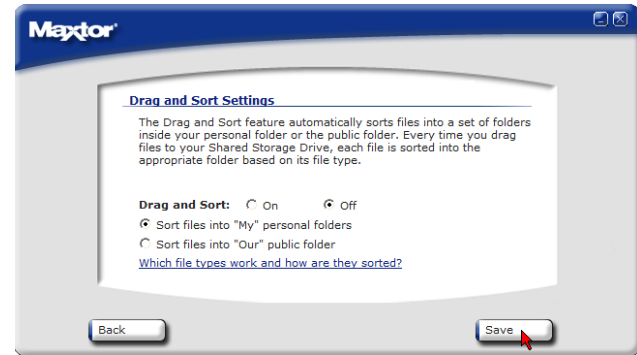 Maxtor
Drag and Sort Settings
The Drag and Sort feature automatically sorts files into a set of folders
inside your personal folder or the public folder. Every time you drag
files to your Shared Storage Drive, each file is sorted into the
appropriate folder based on its file type.
Drag and Sort: On Off
Sort files into "My" personal folders
Sort files into "Our" public folder
Which file types work and how are they sorted?
Back Save